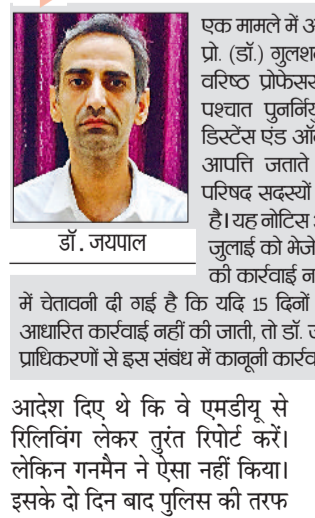 एक मामले में अ
प्रो. (डॉ.) गुलश
वरिष्ठ प्रोफेसर
पश्चात पुनर्नियु
डिस्टेंस एंड ऑ
आपत्ति जताते
परिषद सदस्यों
है। यह नोटिस
जुलाई को भेजे
की कार्रवाई न
डॉ. जयपाल
में चेतावनी दी गई है कि यदि 15 दिनों
आधारित कार्रवाई नहीं की जाती, तो डॉ. ज
प्राधिकरणों से इस संबंध में कानूनी कार्रव
आदेश दिए थे कि वे एमडीयू से
रिलिविंग लेकर तुरंत रिपोर्ट करें।
लेकिन गनमैन ने ऐसा नहीं किया।
इसके दो दिन बाद पुलिस की तरफ